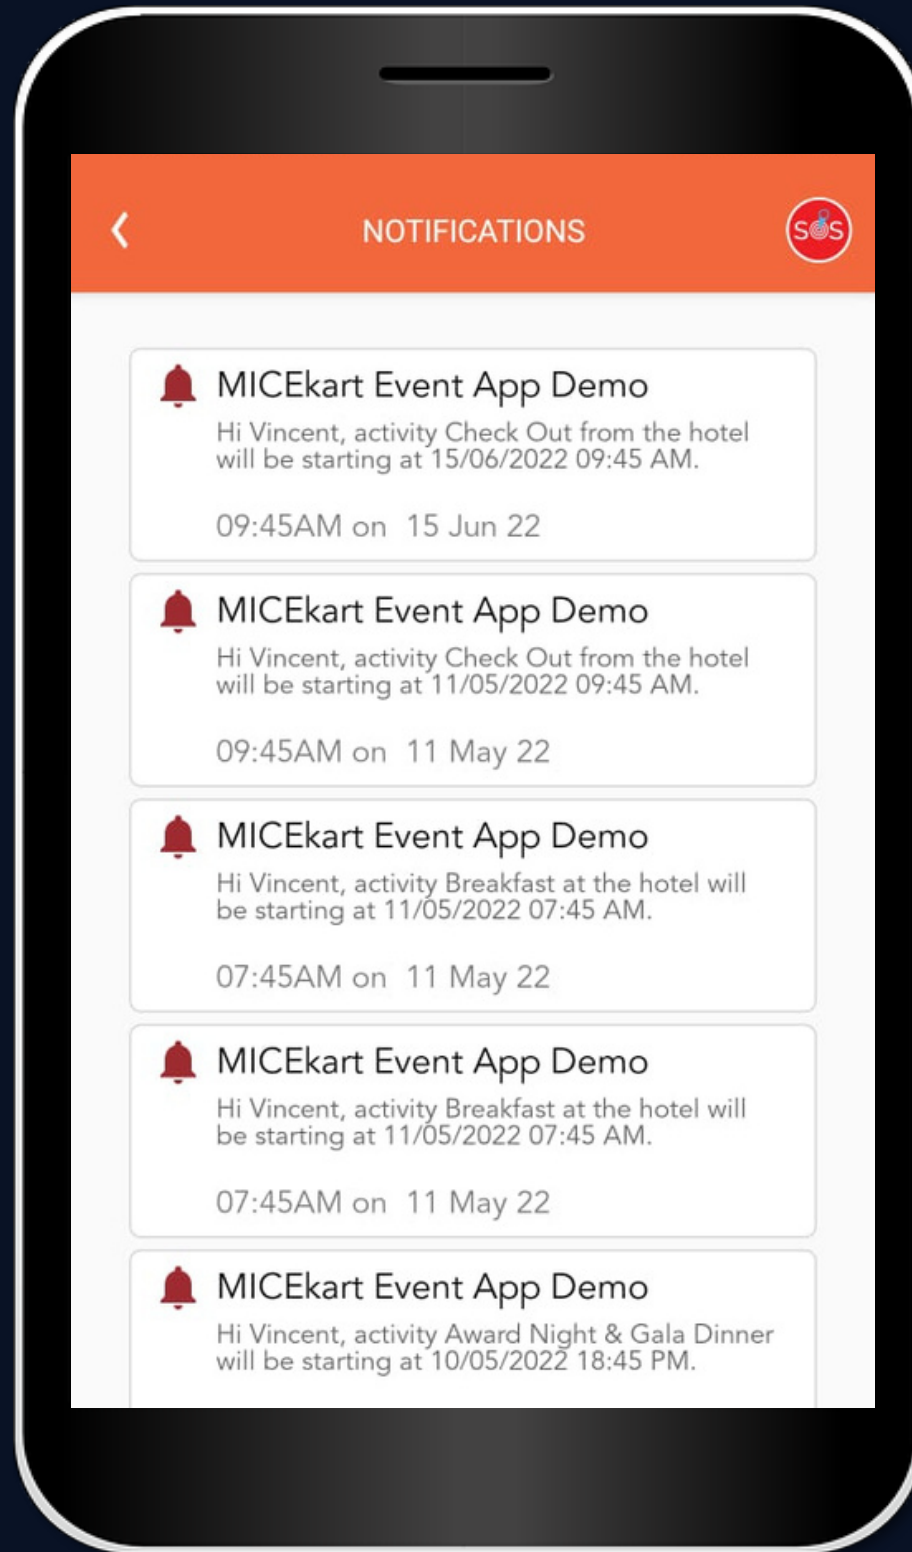 NOTIFICATIONS
SOS
MICEkart Event App Demo
Hi Vincent, activity Check Out from the hotel
will be starting at 15/06/2022 09:45 AM.
09:45AM on 15 Jun 22
MICEkart Event App Demo
Hi Vincent, activity Check Out from the hotel
will be starting at 11/05/2022 09:45 AM.
09:45AM on 11 May 22
MICEkart Event App Demo
Hi Vincent, activity Breakfast at the hotel will
be starting at 11/05/2022 07:45 AM.
07:45AM on 11 May 22
MICEkart Event App Demo
Hi Vincent, activity Breakfast at the hotel will
be starting at 11/05/2022 07:45 AM.
07:45AM on 11 May 22
MICEkart Event App Demo
Hi Vincent, activity Award Night & Gala Dinner
will be starting at 10/05/2022 18:45 PM.